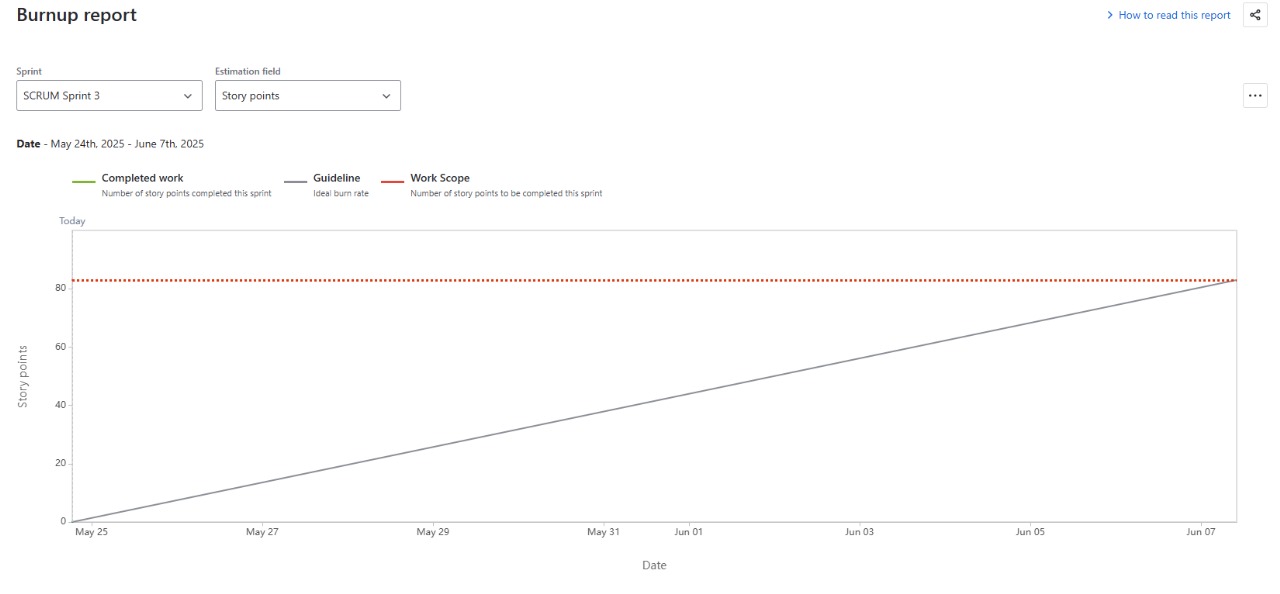 Burnup report
How to read this report
Sprint
Estimation field
SCRUM Sprint 3
Story points
Date - May 24th, 2025 - June 7th, 2025
Completed work
Number of story points completed this sprint
Guideline
Ideal burn rate
Work Scope
Number of story points to be completed this sprint
Today
80
60
40
20
0
Story points
May 25
May 27
May 29
May 31
Jun 01
Jun 03
Jun 05
Jun 07
Date